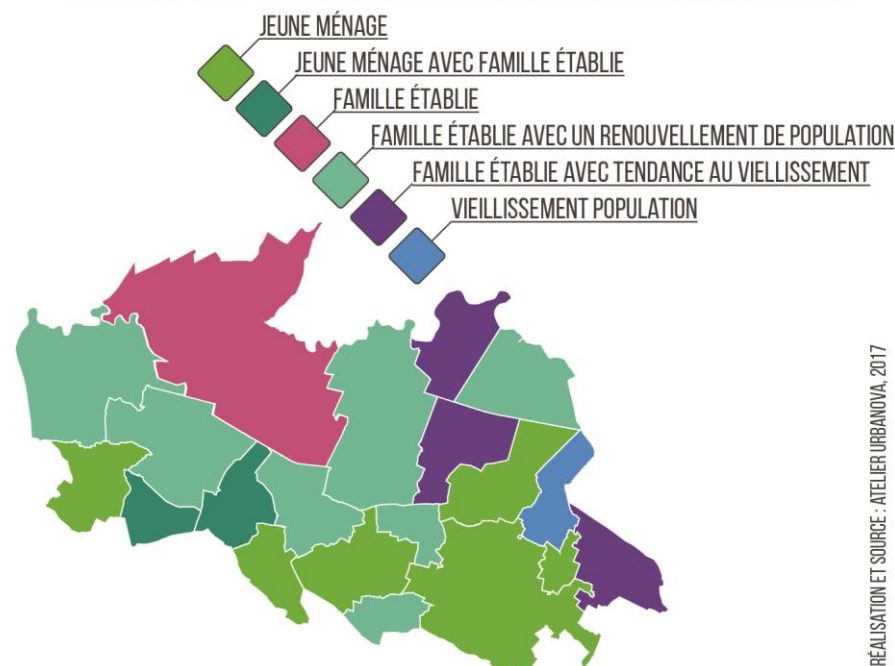 JEUNE MÉNAGE
JEUNE MÉNAGE AVEC FAMILLE ÉTABLIE
FAMILLE ÉTABLIE
FAMILLE ÉTABLIE AVEC UN RENOUVELLEMENT DE POPULATION
FAMILLE ÉTABLIE AVEC TENDANCE AU VIELLISSEMENT
VIEILLISSEMENT POPULATION
RÉALISATION ET SOURCE : ATELIER URBANOVA, 2017